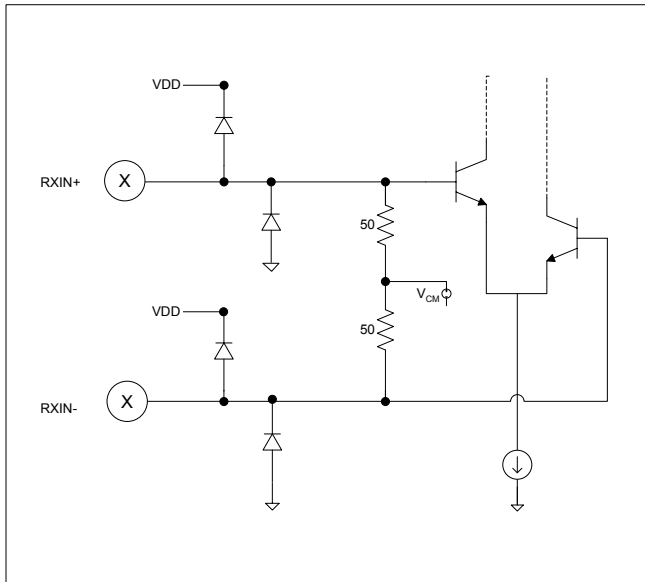 VDD
RXIN+
X
50
V_CM
VDD
50
RXIN-
X